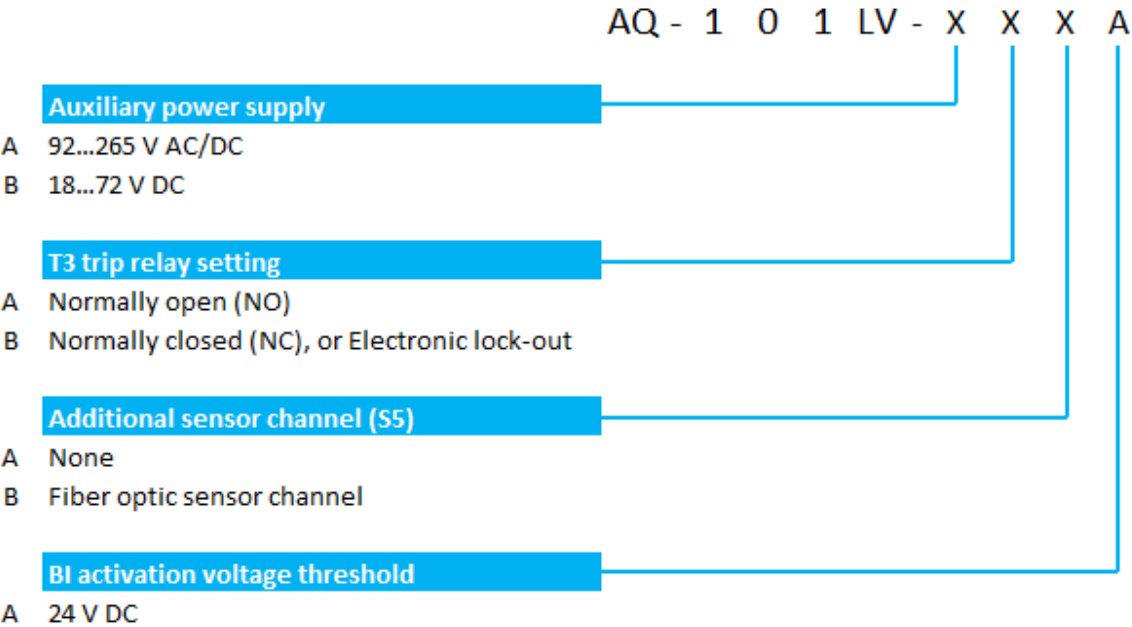 AQ - 1 0 1 LV - X X X A
Auxiliary power supply
A 92...265 V AC/DC
B 18...72 V DC
T3 trip relay setting
A Normally open (NO)
B Normally closed (NC), or Electronic lock-out
Additional sensor channel (S5)
A None
B Fiber optic sensor channel
BI activation voltage threshold
A 24 V DC